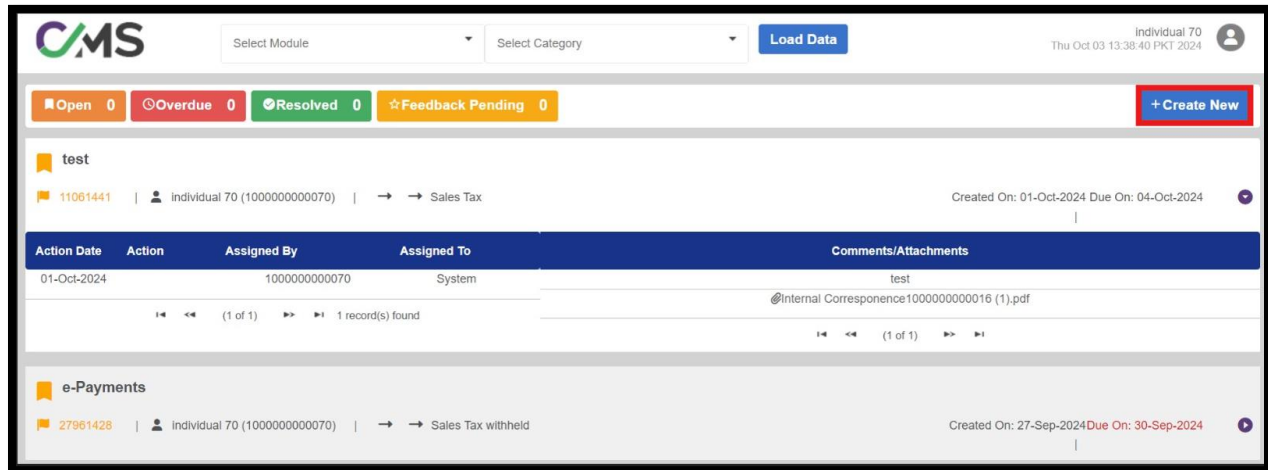 CMS
Select Module
Select Category
Load Data
individual 70
Thu Oct 03 13:38:40 PKT 2024
Open 0 Overdue 0 Resolved 0 Feedback Pending 0
+ Create New
test
11061441 | individual 70 (1000000000070) | → → Sales Tax
Created On: 01-Oct-2024 Due On: 04-Oct-2024
|
Action Date Action Assigned By Assigned To Comments/Attachments
01-Oct-2024 1000000000070 System test
Internal Corresponence1000000000016 (1).pdf
(1 of 1) 1 record(s) found
(1 of 1)
e-Payments
27961428 | individual 70 (1000000000070) | → → Sales Tax withheld
Created On: 27-Sep-2024Due On: 30-Sep-2024
|